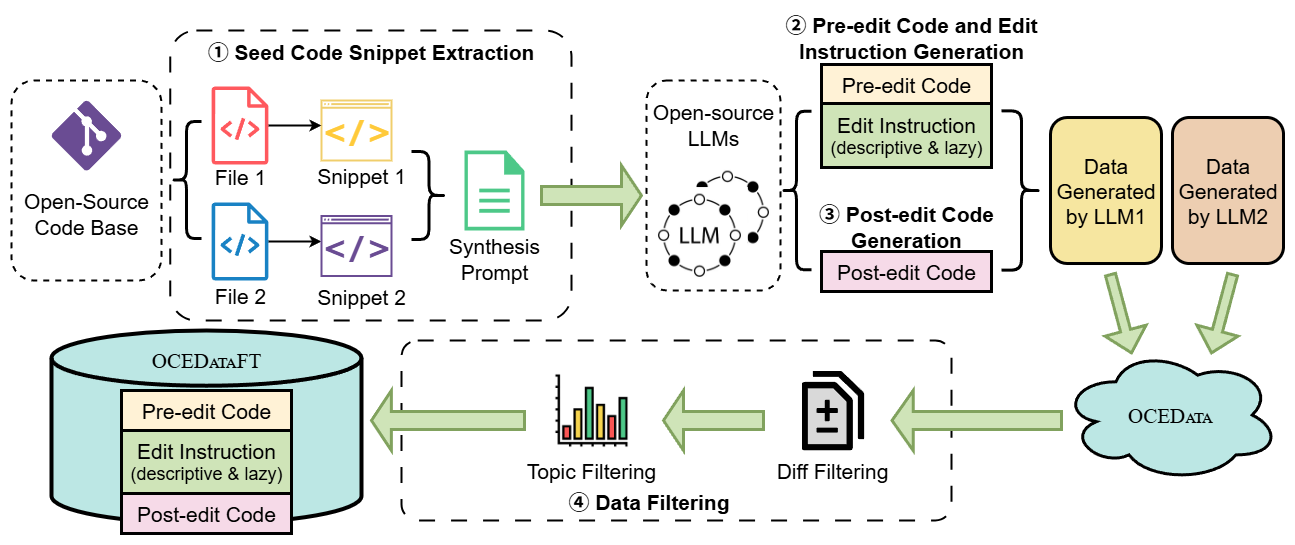 ① Seed Code Snippet Extraction
Open-Source
Code Base
</>
File 1
</>
Snippet 1
</>
File 2
</>
Snippet 2
Synthesis
Prompt
Open-source
LLMs
LLM
② Pre-edit Code and Edit
Instruction Generation
Pre-edit Code
Edit Instruction
(descriptive & lazy)
③ Post-edit Code
Generation
Post-edit Code
Data
Generated
by LLM1
Data
Generated
by LLM2
OCEDATA
Diff Filtering
Topic Filtering
④ Data Filtering
OCEDATAFT
Pre-edit Code
Edit Instruction
(descriptive & lazy)
Post-edit Code